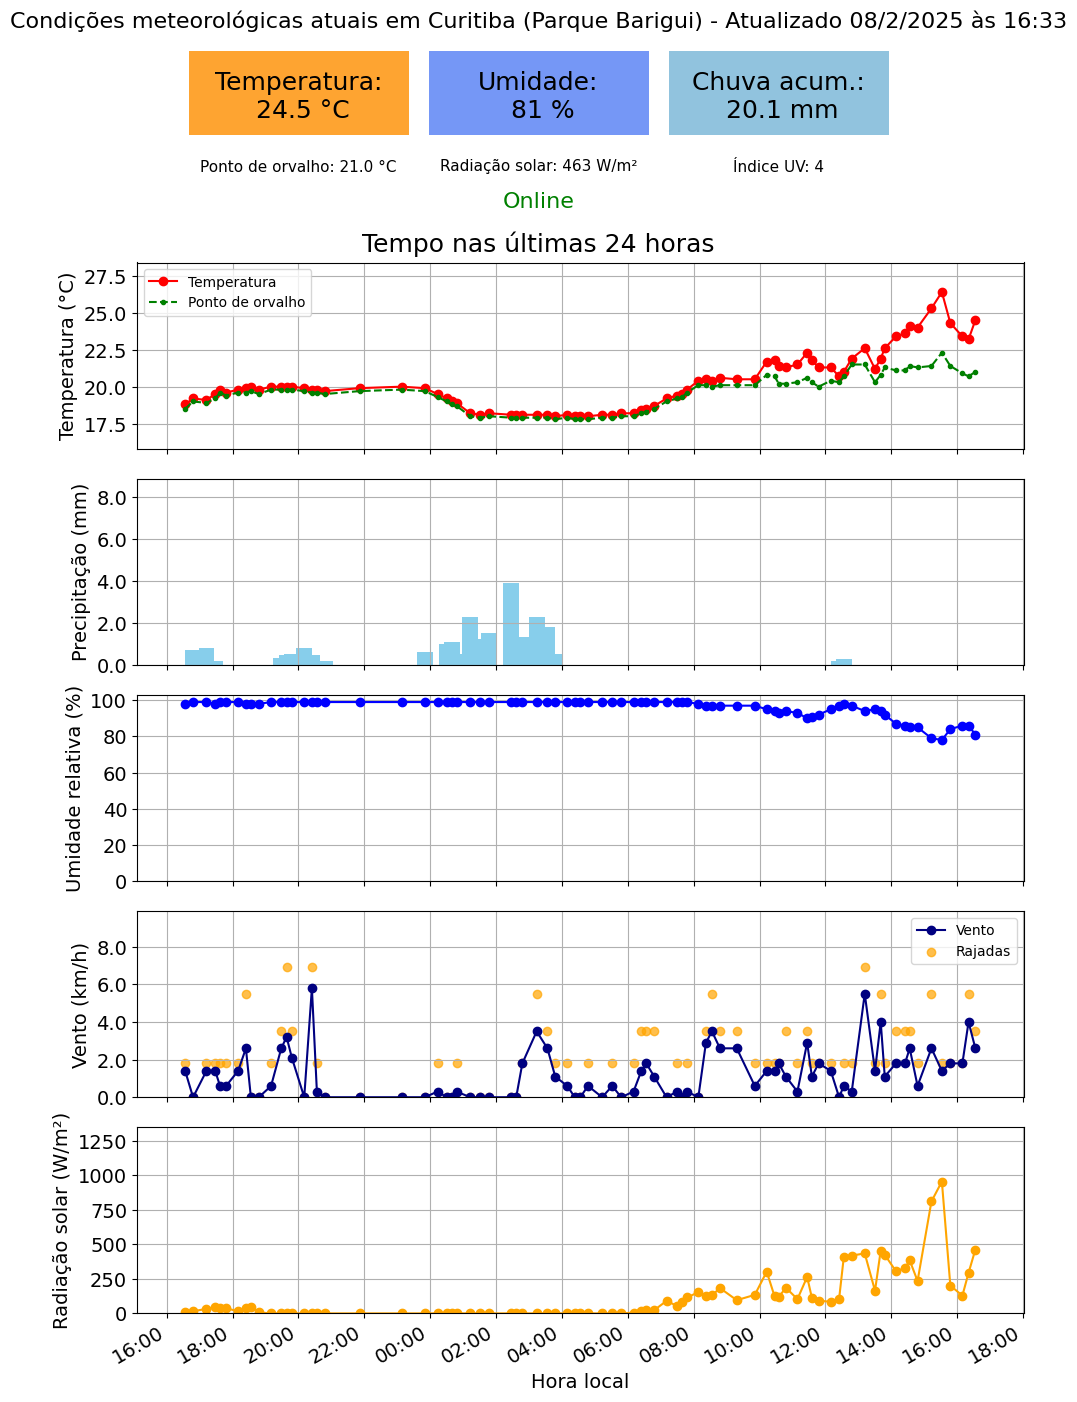 Condições meteorológicas atuais em Curitiba (Parque Barigui) - Atualizado 08/2/2025 às 16:33
Temperatura:
24.5 °C
Umidade:
81 %
Chuva acum.:
20.1 mm
Ponto de orvalho: 21.0 °C
Radiação solar: 463 W/m²
Índice UV: 4
Online
Tempo nas últimas 24 horas
Temperatura (°C)
27.5
25.0
22.5
20.0
17.5
Temperatura
Ponto de orvalho
Precipitação (mm)
8.0
6.0
4.0
2.0
0.0
Umidade relativa (%)
100
80
60
40
20
0
Vento (km/h)
8.0
6.0
4.0
2.0
0.0
Vento
Rajadas
Radiação solar (W/m²)
1250
1000
750
500
250
0
16:00
18:00
20:00
22:00
00:00
02:00
04:00
06:00
08:00
10:00
12:00
14:00
16:00
18:00
Hora local